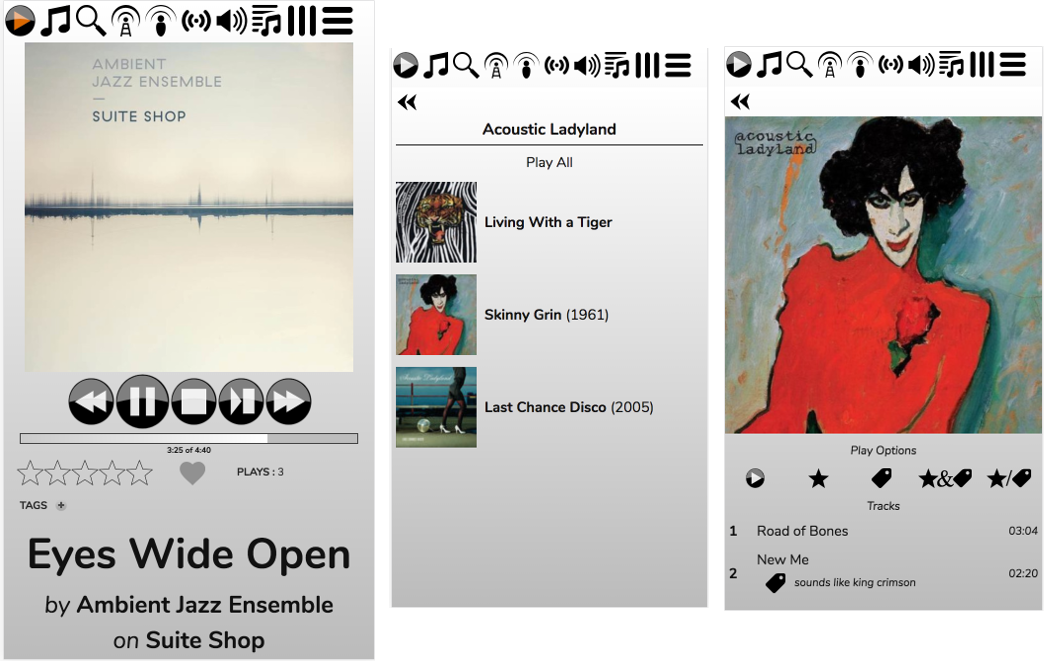 AMBIENT
JAZZ ENSEMBLE
—
SUITE SHOP
3:25 of 4:40
PLAYS : 3
TAGS +
Eyes Wide Open
by Ambient Jazz Ensemble
on Suite Shop
Acoustic Ladyland
Play All
Living With a Tiger
Skinny Grin (1961)
Last Chance Disco (2005)
acoustic
ladyland
Play Options
&
/
Tracks
1 Road of Bones 03:04
New Me
2 02:20
sounds like king crimson